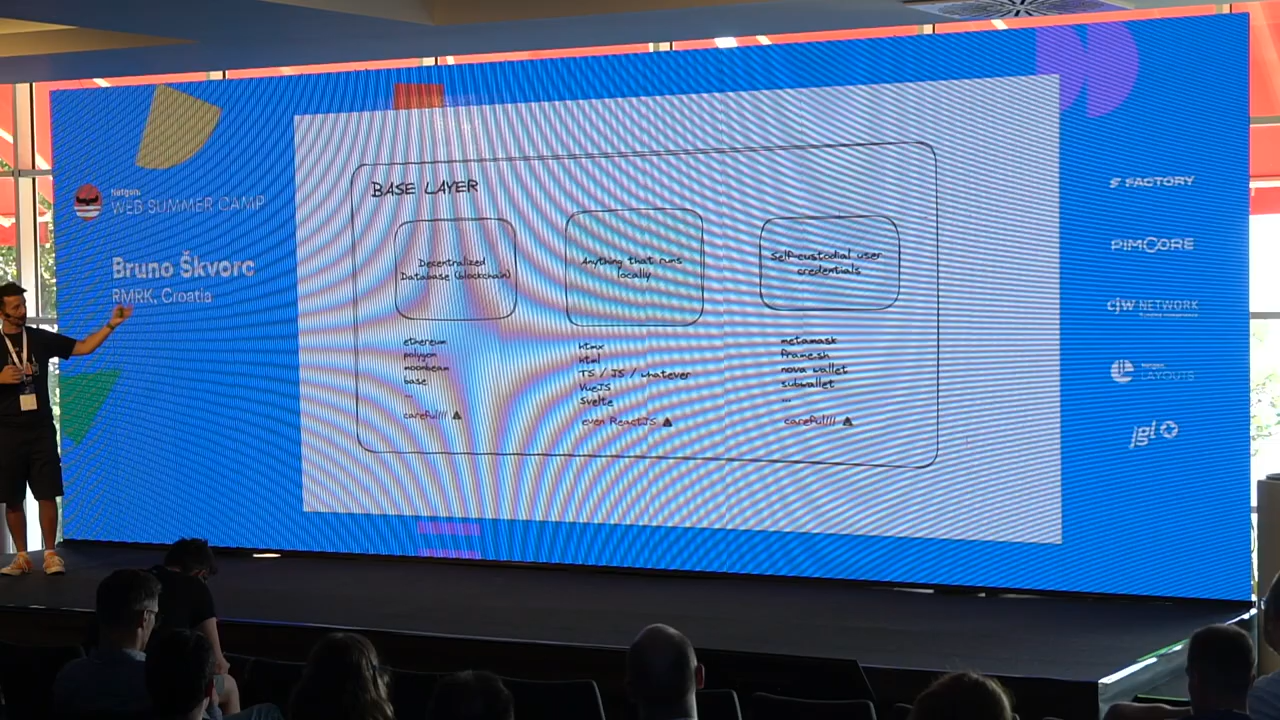 Netgen
WEB SUMMER CAMP
Bruno Škvorc
RMRK, Croatia
BASE LAYER
Decentralized
Database (blockchain)
ethereum
polygon
moonbeam
base
...
careful!!!
Anything that runs
locally
htmx
html
TS / JS / whatever
VueJS
Svelte
even ReactJS
Self-custodial user
credentials
metamask
frame.sh
nova wallet
subwallet
...
careful!!!
FACTORY
PIMCORE
cjw NETWORK
Netgen
LAYOUTS
jgl